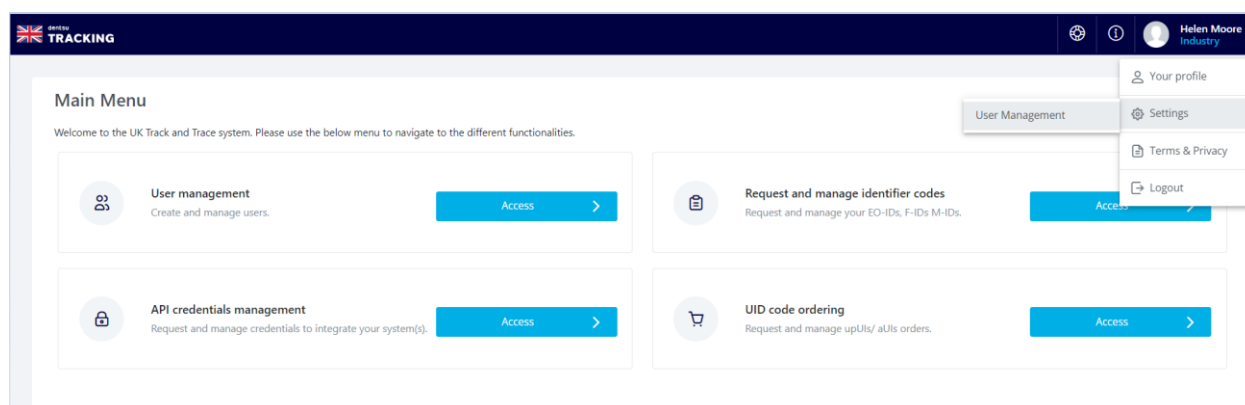 dentsu
TRACKING
Helen Moore
Industry
Your profile
Settings
User Management
Terms & Privacy
Logout
Main Menu
Welcome to the UK Track and Trace system. Please use the below menu to navigate to the different functionalities.
User management
Create and manage users.
Access
Request and manage identifier codes
Request and manage your EO-IDs, F-IDs M-IDs.
Access
API credentials management
Request and manage credentials to integrate your system(s).
Access
UID code ordering
Request and manage upUIs/ aUIs orders.
Access